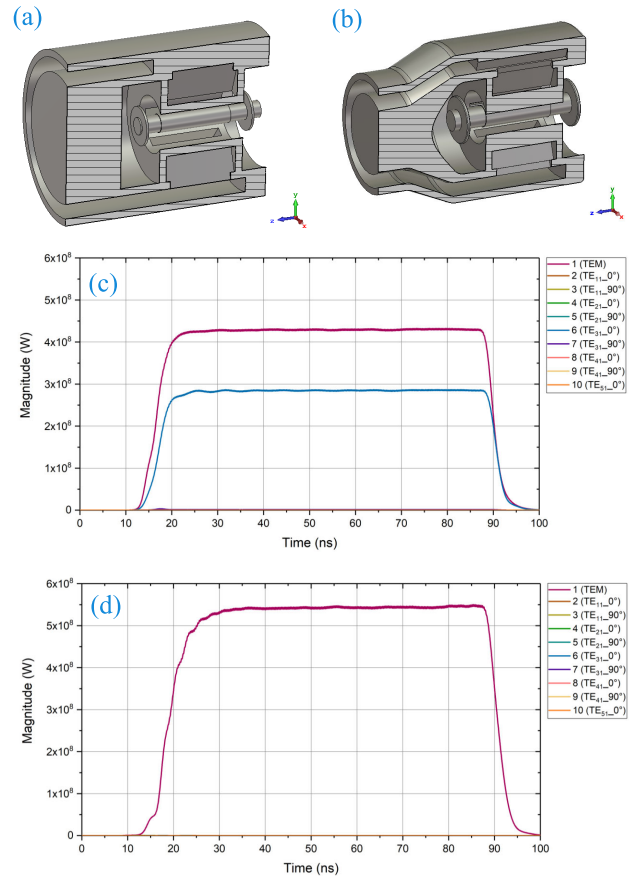 (a)
(b)
y
z
x
y
z
x
(c)
6x10⁸
5x10⁸
4x10⁸
3x10⁸
2x10⁸
1x10⁸
0
0
10
20
30
40
50
60
70
80
90
100
Magnitude (W)
Time (ns)
1 (TEM)
2 (TE₁₁_0°)
3 (TE₁₁_90°)
4 (TE₂₁_0°)
5 (TE₂₁_90°)
6 (TE₃₁_0°)
7 (TE₃₁_90°)
8 (TE₄₁_0°)
9 (TE₄₁_90°)
10 (TE₅₁_0°)
(d)
6x10⁸
5x10⁸
4x10⁸
3x10⁸
2x10⁸
1x10⁸
0
0
10
20
30
40
50
60
70
80
90
100
Magnitude (W)
Time (ns)
1 (TEM)
2 (TE₁₁_0°)
3 (TE₁₁_90°)
4 (TE₂₁_0°)
5 (TE₂₁_90°)
6 (TE₃₁_0°)
7 (TE₃₁_90°)
8 (TE₄₁_0°)
9 (TE₄₁_90°)
10 (TE₅₁_0°)